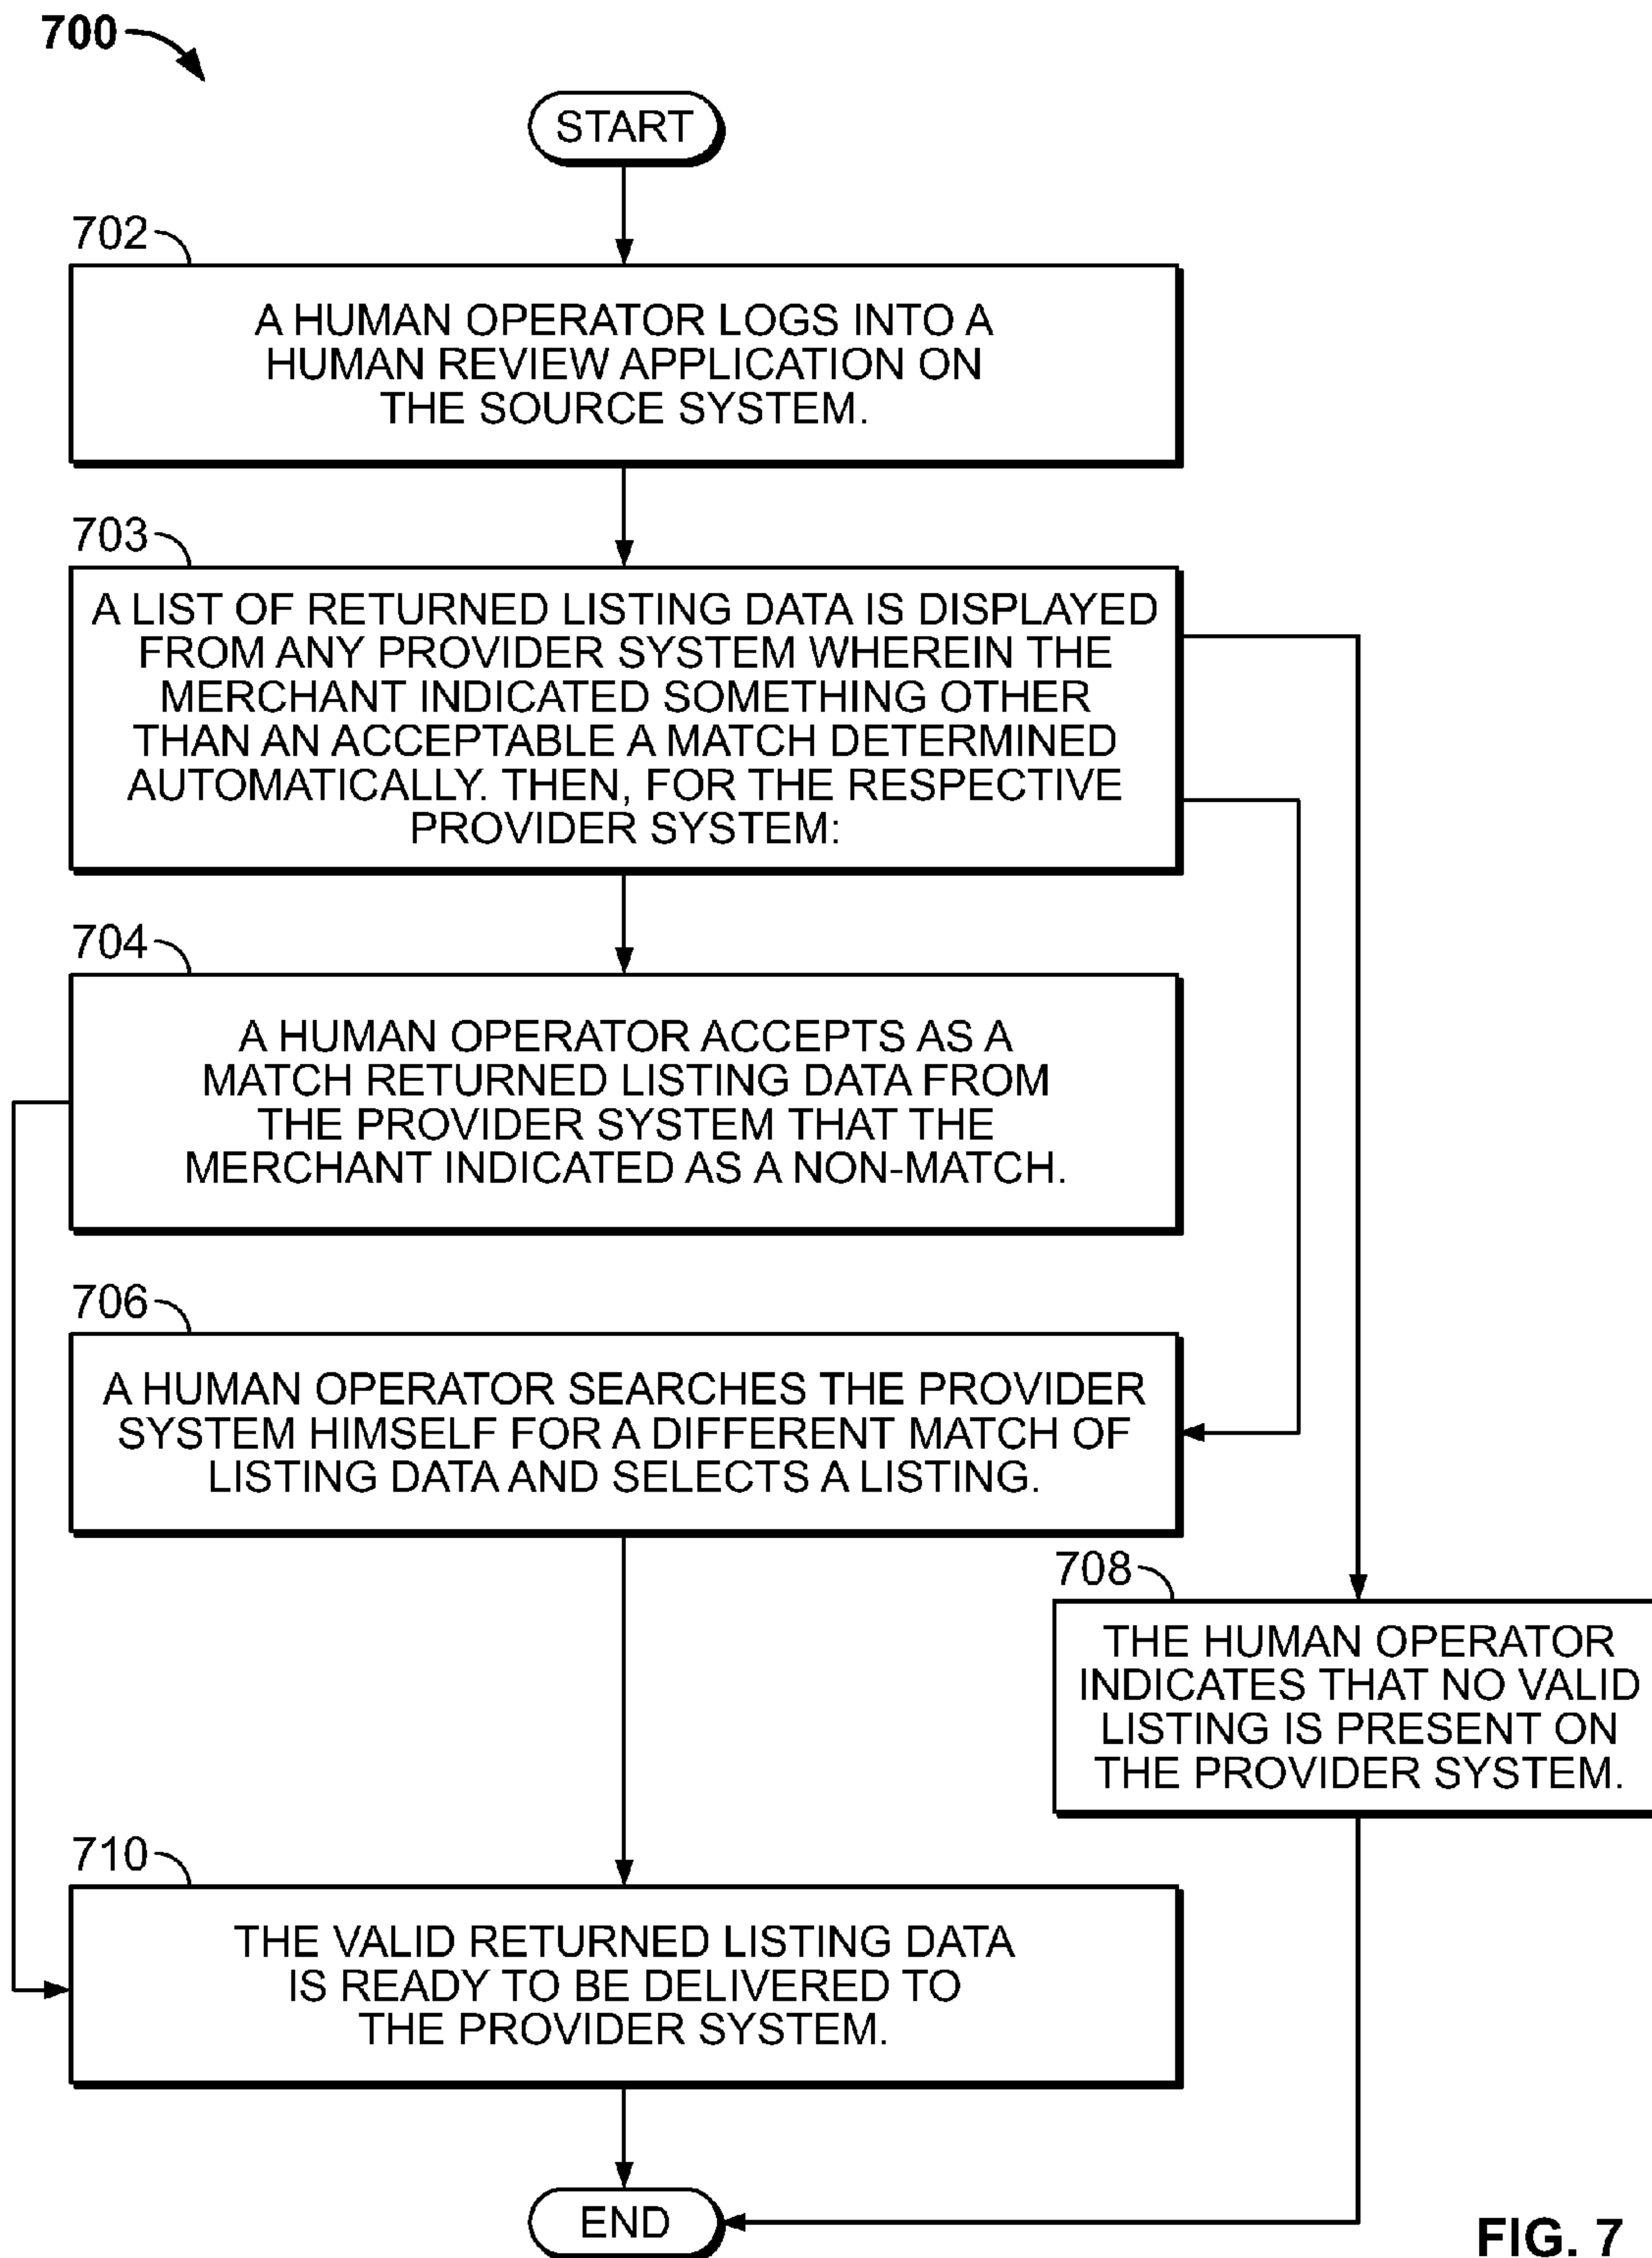 700
START
702
A HUMAN OPERATOR LOGS INTO A
HUMAN REVIEW APPLICATION ON
THE SOURCE SYSTEM.
703
A LIST OF RETURNED LISTING DATA IS DISPLAYED
FROM ANY PROVIDER SYSTEM WHEREIN THE
MERCHANT INDICATED SOMETHING OTHER
THAN AN ACCEPTABLE A MATCH DETERMINED
AUTOMATICALLY. THEN, FOR THE RESPECTIVE
PROVIDER SYSTEM:
704
A HUMAN OPERATOR ACCEPTS AS A
MATCH RETURNED LISTING DATA FROM
THE PROVIDER SYSTEM THAT THE
MERCHANT INDICATED AS A NON-MATCH.
706
A HUMAN OPERATOR SEARCHES THE PROVIDER
SYSTEM HIMSELF FOR A DIFFERENT MATCH OF
LISTING DATA AND SELECTS A LISTING.
708
THE HUMAN OPERATOR
INDICATES THAT NO VALID
LISTING IS PRESENT ON
THE PROVIDER SYSTEM.
710
THE VALID RETURNED LISTING DATA
IS READY TO BE DELIVERED TO
THE PROVIDER SYSTEM.
END
FIG. 7